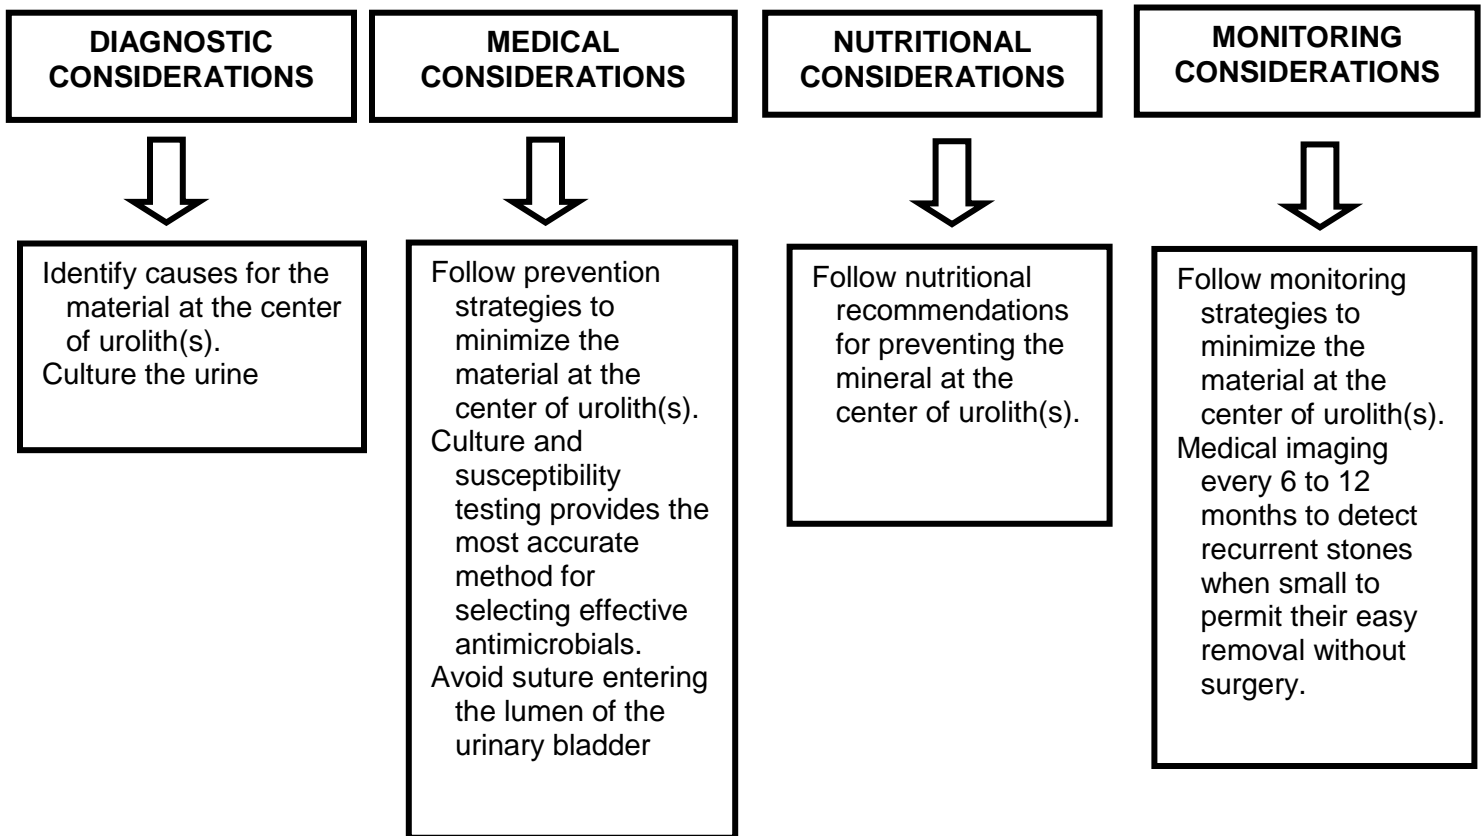 DIAGNOSTIC
CONSIDERATIONS
MEDICAL
CONSIDERATIONS
NUTRITIONAL
CONSIDERATIONS
MONITORING
CONSIDERATIONS
Identify causes for the
material at the center
of urolith(s).
Culture the urine
Follow prevention
strategies to
minimize the
material at the
center of urolith(s).
Culture and
susceptibility
testing provides the
most accurate
method for
selecting effective
antimicrobials.
Avoid suture entering
the lumen of the
urinary bladder
Follow nutritional
recommendations
for preventing the
mineral at the
center of urolith(s).
Follow monitoring
strategies to
minimize the
material at the
center of urolith(s).
Medical imaging
every 6 to 12
months to detect
recurrent stones
when small to
permit their easy
removal without
surgery.